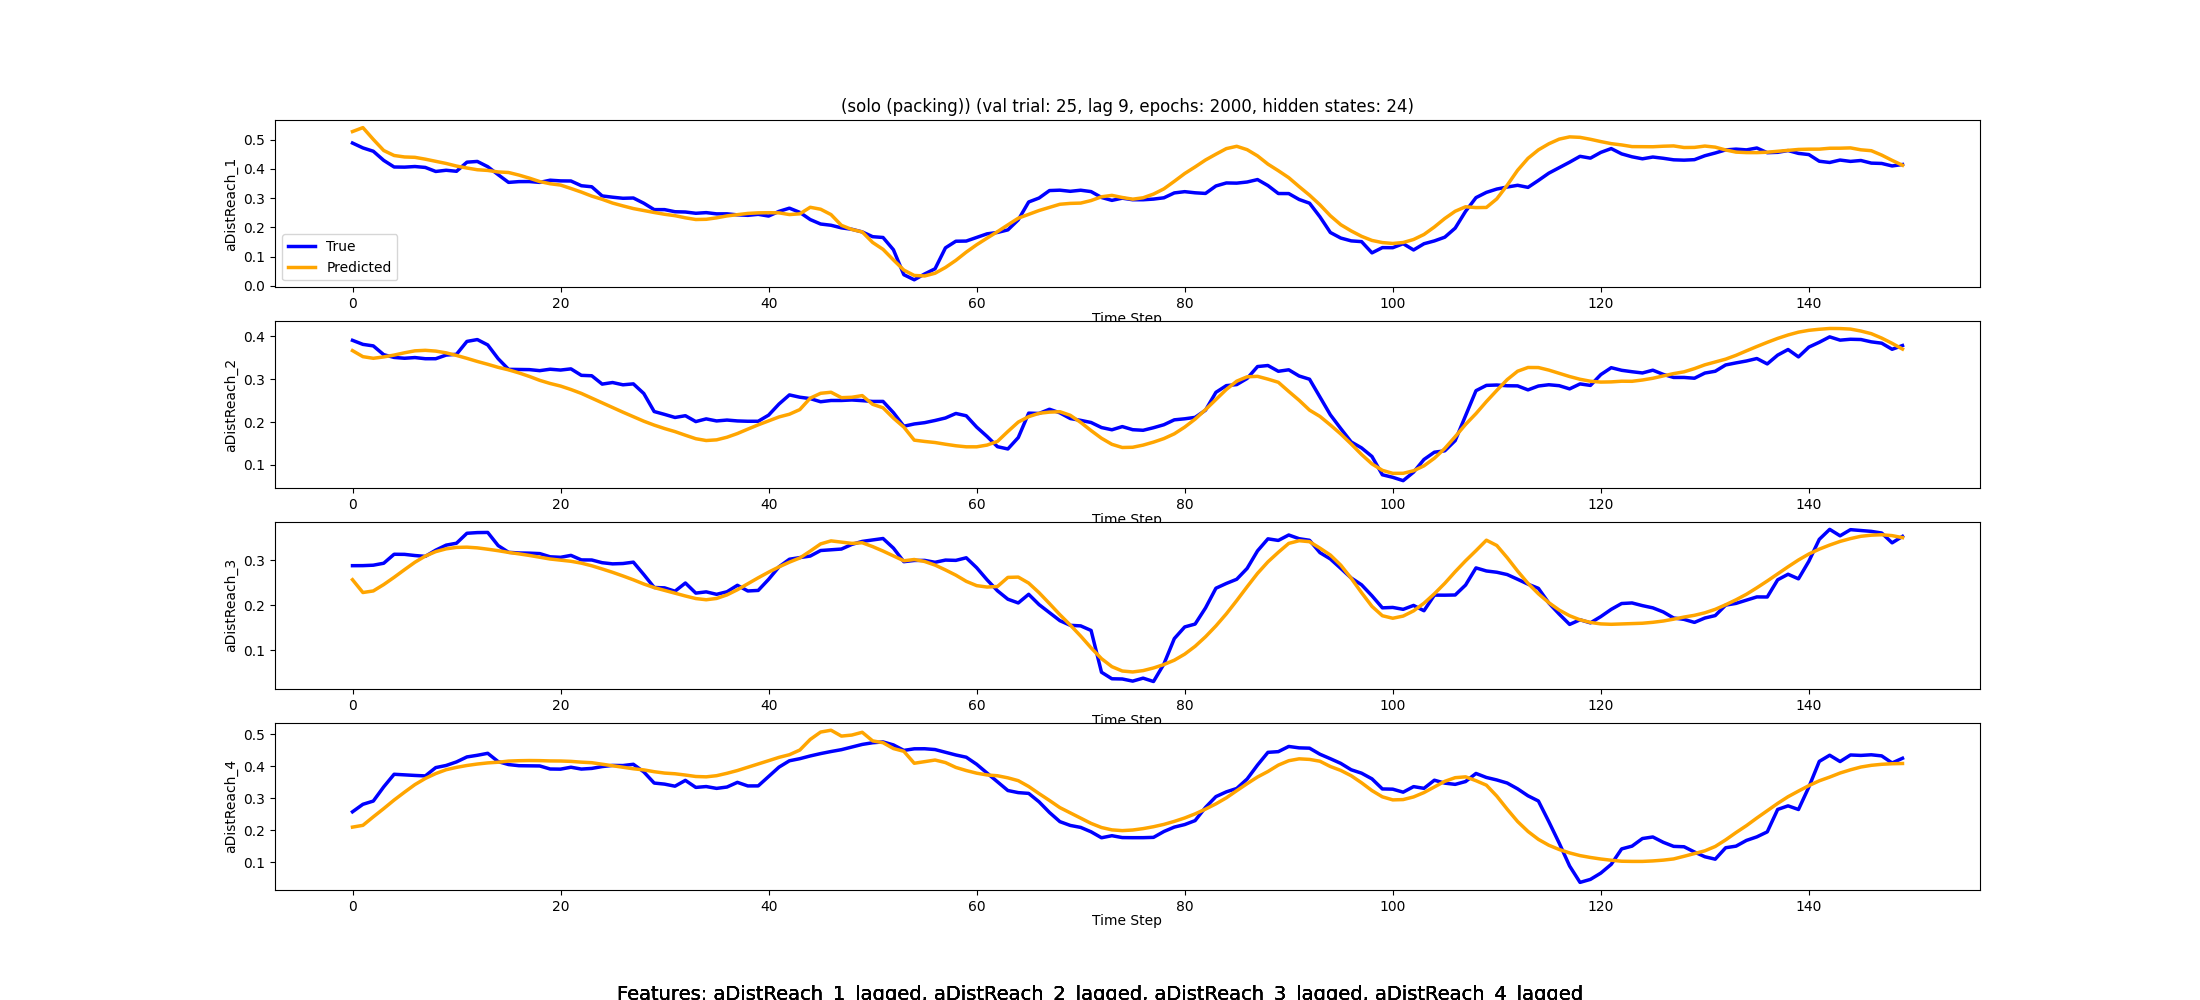 (solo (packing)) (val trial: 25, lag 9, epochs: 2000, hidden states: 24)
aDistReach_1
0.5
0.4
0.3
0.2
0.1
0.0
True
Predicted
0 20 40 60 80 100 120 140
Time Step
aDistReach_2
0.4
0.3
0.2
0.1
0 20 40 60 80 100 120 140
Time Step
aDistReach_3
0.3
0.2
0.1
0 20 40 60 80 100 120 140
Time Step
aDistReach_4
0.5
0.4
0.3
0.2
0.1
0 20 40 60 80 100 120 140
Time Step
Features: aDistReach_1_lagged, aDistReach_2_lagged, aDistReach_3_lagged, aDistReach_4_lagged